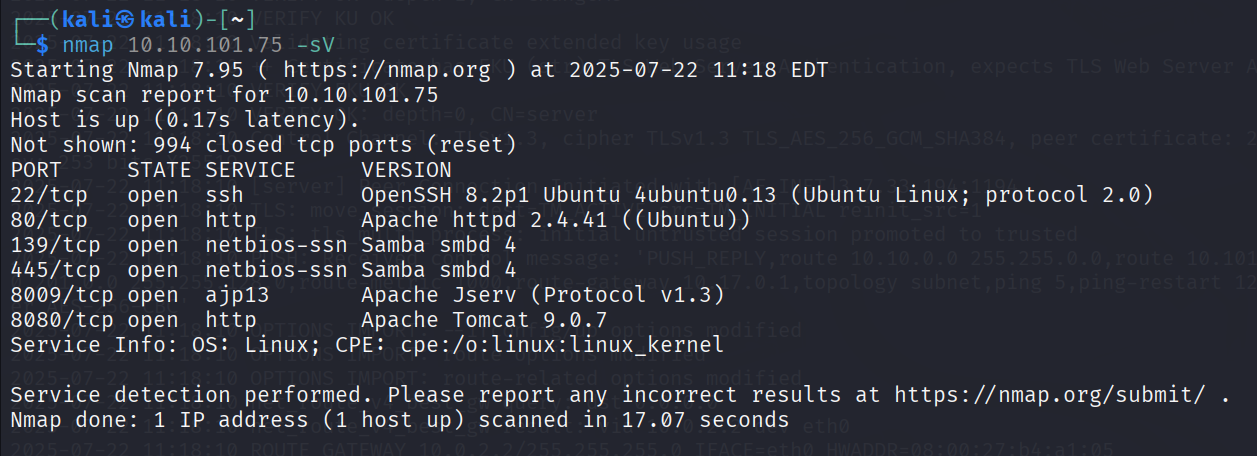 ┌──(kali㉿kali)-[~]
└─$ nmap 10.10.101.75 -sV
Starting Nmap 7.95 ( https://nmap.org ) at 2025-07-22 11:18 EDT
Nmap scan report for 10.10.101.75
Host is up (0.17s latency).
Not shown: 994 closed tcp ports (reset)
PORT     STATE SERVICE     VERSION
22/tcp   open  ssh         OpenSSH 8.2p1 Ubuntu 4ubuntu0.13 (Ubuntu Linux; protocol 2.0)
80/tcp   open  http        Apache httpd 2.4.41 ((Ubuntu))
139/tcp  open  netbios-ssn Samba smbd 4
445/tcp  open  netbios-ssn Samba smbd 4
8009/tcp open  ajp13       Apache Jserv (Protocol v1.3)
8080/tcp open  http        Apache Tomcat 9.0.7
Service Info: OS: Linux; CPE: cpe:/o:linux:linux_kernel

Service detection performed. Please report any incorrect results at https://nmap.org/submit/ .
Nmap done: 1 IP address (1 host up) scanned in 17.07 seconds